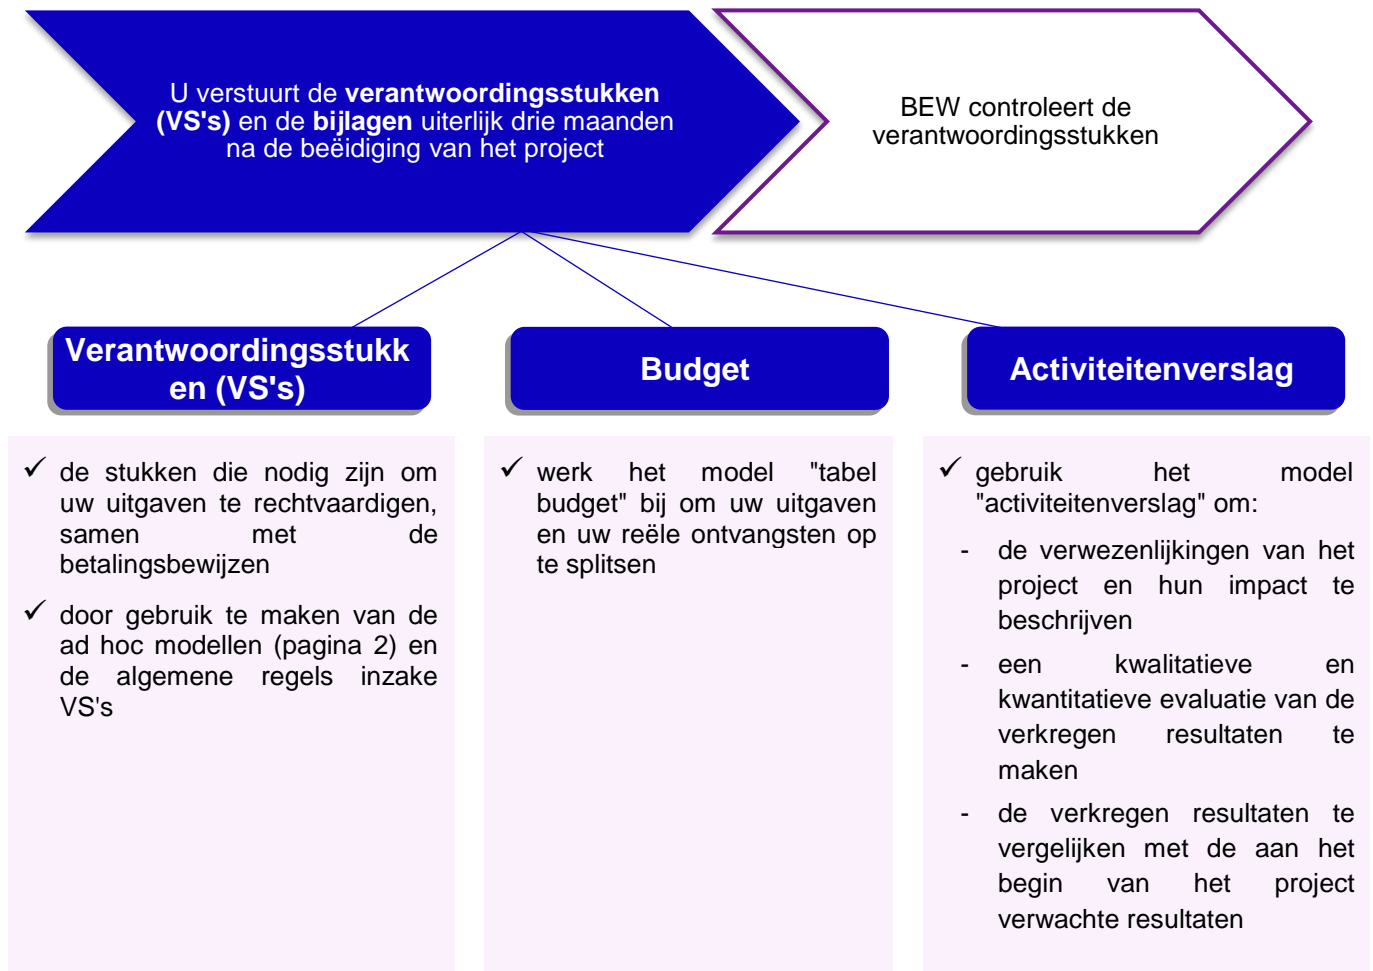 U verstuurt de verantwoordingsstukken
(VS's) en de bijlagen uiterlijk drie maanden
na de beëidiging van het project
BEW controleert de
verantwoordingsstukken
Verantwoordingsstukk
en (VS's)
Budget
Activiteitenverslag
✓ de stukken die nodig zijn om
uw uitgaven te rechtvaardigen,
samen met de
betalingsbewijzen
✓ door gebruik te maken van de
ad hoc modellen (pagina 2) en
de algemene regels inzake
VS's
✓ werk het model "tabel
budget" bij om uw uitgaven
en uw reële ontvangsten op
te splitsen
✓ gebruik het model
"activiteitenverslag" om:
- de verwezenlijkingen van het
project en hun impact te
beschrijven
- een kwalitatieve en
kwantitatieve evaluatie van de
verkregen resultaten te
maken
- de verkregen resultaten te
vergelijken met de aan het
begin van het project
verwachte resultaten